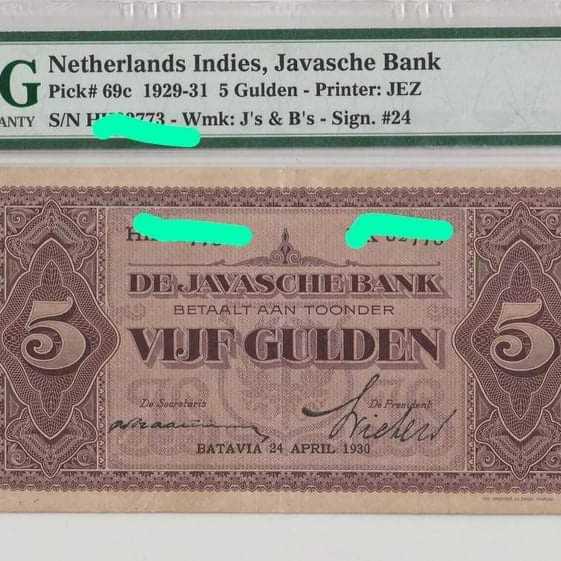 G Netherlands Indies, Javasche Bank
Pick# 69c 1929-31 5 Gulden - Printer: JEZ
ANTY S/N - Wmk: J's & B's - Sign. #24
DE JAVASCHE BANK
BETAALT AAN TOONDER
5 VIJF GULDEN 5
De Secretaris De President
BATAVIA 24 APRIL 1930